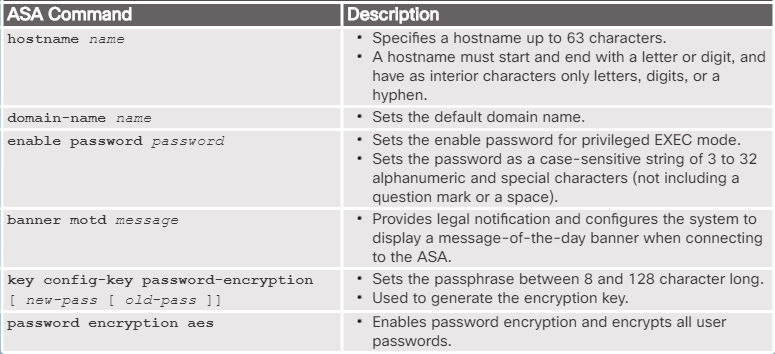 ASA Command Description
hostname name
• Specifies a hostname up to 63 characters.
• A hostname must start and end with a letter or digit, and
have as interior characters only letters, digits, or a
hyphen.
domain-name name
• Sets the default domain name.
enable password password
• Sets the enable password for privileged EXEC mode.
• Sets the password as a case-sensitive string of 3 to 32
alphanumeric and special characters (not including a
question mark or a space).
banner motd message
• Provides legal notification and configures the system to
display a message-of-the-day banner when connecting
to the ASA.
key config-key password-encryption
[ new-pass [ old-pass ]]
• Sets the passphrase between 8 and 128 character long.
• Used to generate the encryption key.
password encryption aes
• Enables password encryption and encrypts all user
passwords.